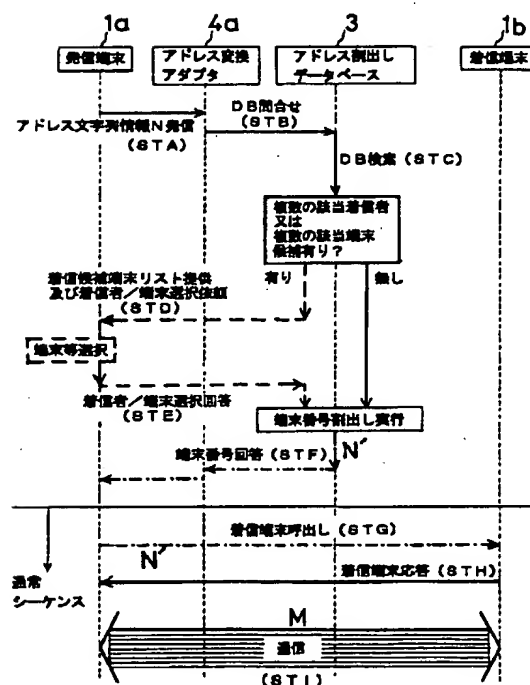 1a
4a
3
1b
発信端末
アドレス変換
アダプタ
アドレス割出し
データベース
着信端末
アドレス文字列情報N発信
(STA)
DB問合せ
(STB)
DB検索(STC)
複数の該当着信者
又は
複数の該当端末
候補有り?
有り
無し
着信候補端末リスト提供
及び着信者/端末選択依頼
(STD)
端末等選択
着信者/端末選択回答
(STE)
端末番号割出し実行
端末番号回答(STF)
N´
着信端末呼出し(STG)
N´
通常
シーケンス
着信端末応答(STH)
M
通信
(STI)